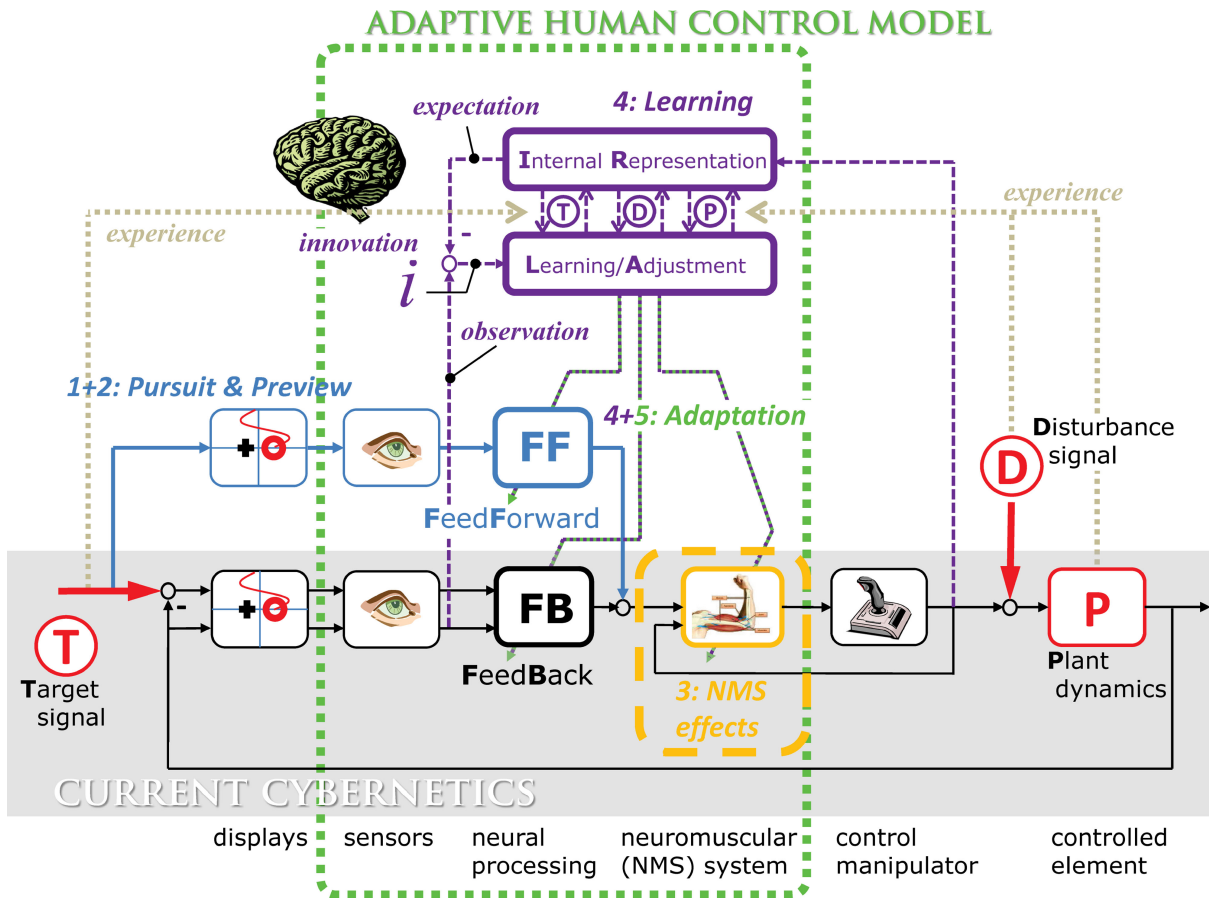 ADAPTIVE HUMAN CONTROL MODEL
4: Learning
expectation
Internal Representation
experience
experience
T
D
P
innovation
-
i
Learning/Adjustment
observation
1+2: Pursuit & Preview
4+5: Adaptation
FF
FeedForward
Disturbance
signal
D
-
FB
FeedBack
P
Plant
dynamics
T
Target
signal
3: NMS
effects
CURRENT CYBERNETICS
displays
sensors
neural
processing
neuromuscular
(NMS) system
control
manipulator
controlled
element